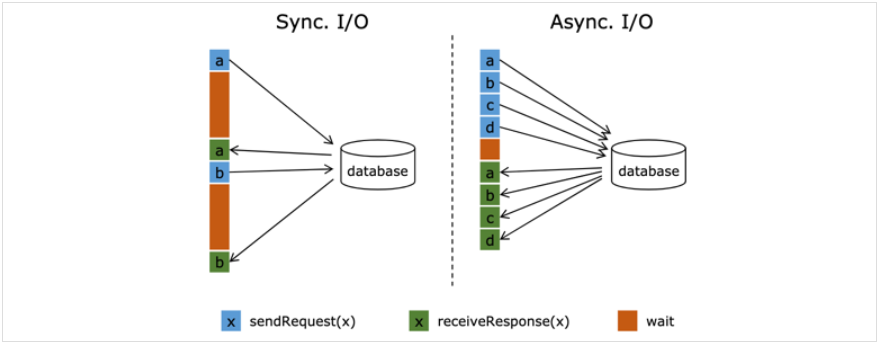 Sync. I/O
a
a
b
b
database
Async. I/O
a
b
c
d
a
b
c
d
database
x sendRequest(x)
x receiveResponse(x)
wait